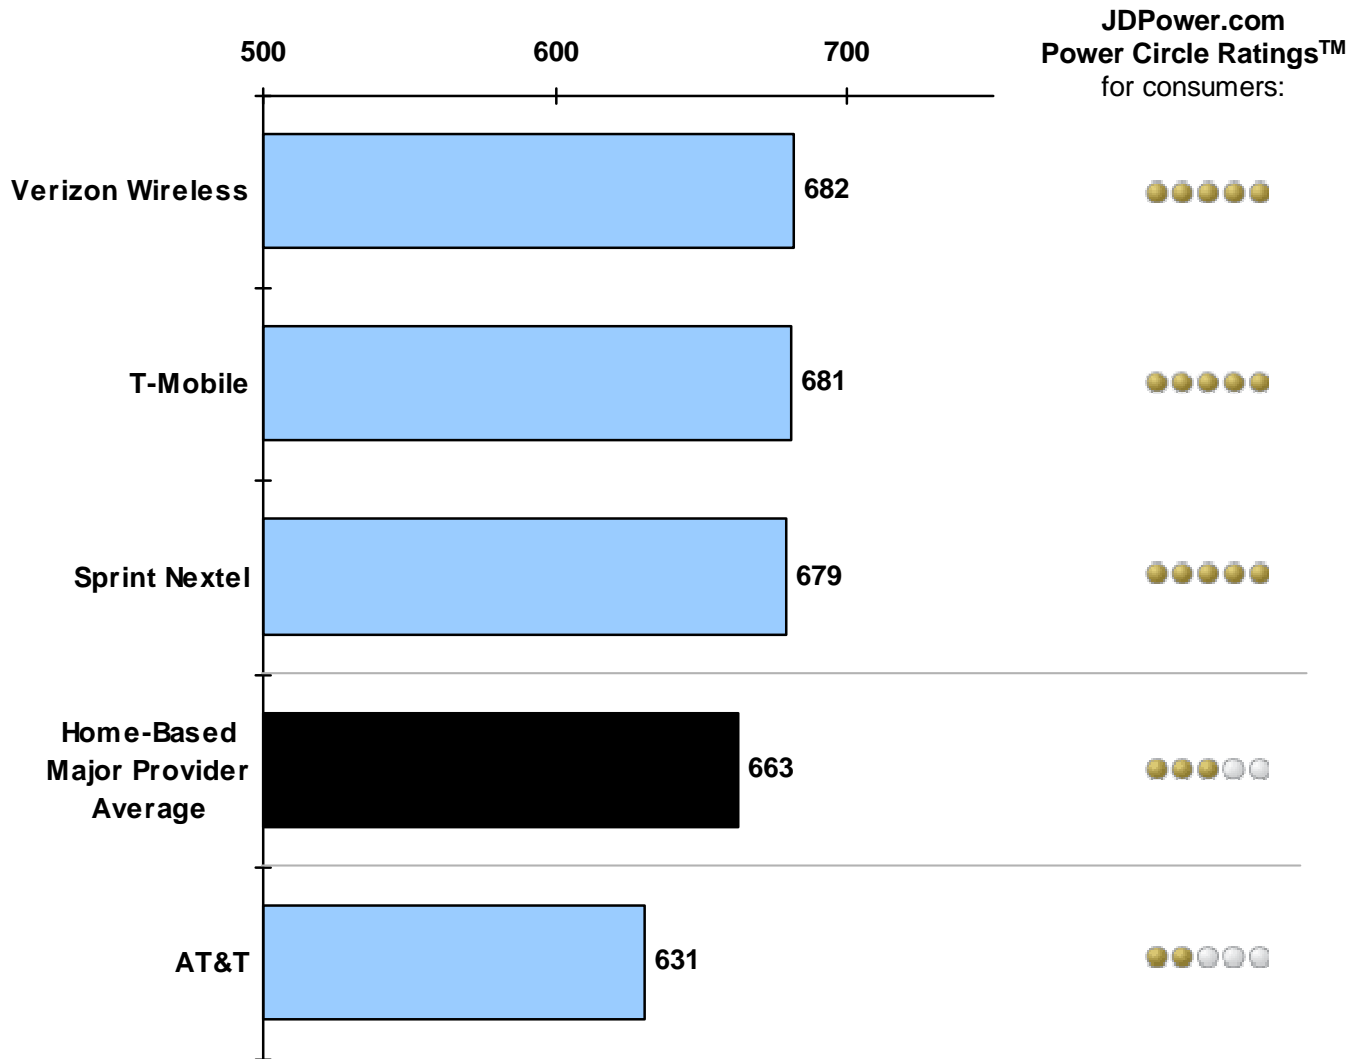 JDPower.com
Power Circle Ratings™
for consumers:
500 600 700
Verizon Wireless 682
T-Mobile 681
Sprint Nextel 679
Home-Based
Major Provider 663
Average
AT&T 631